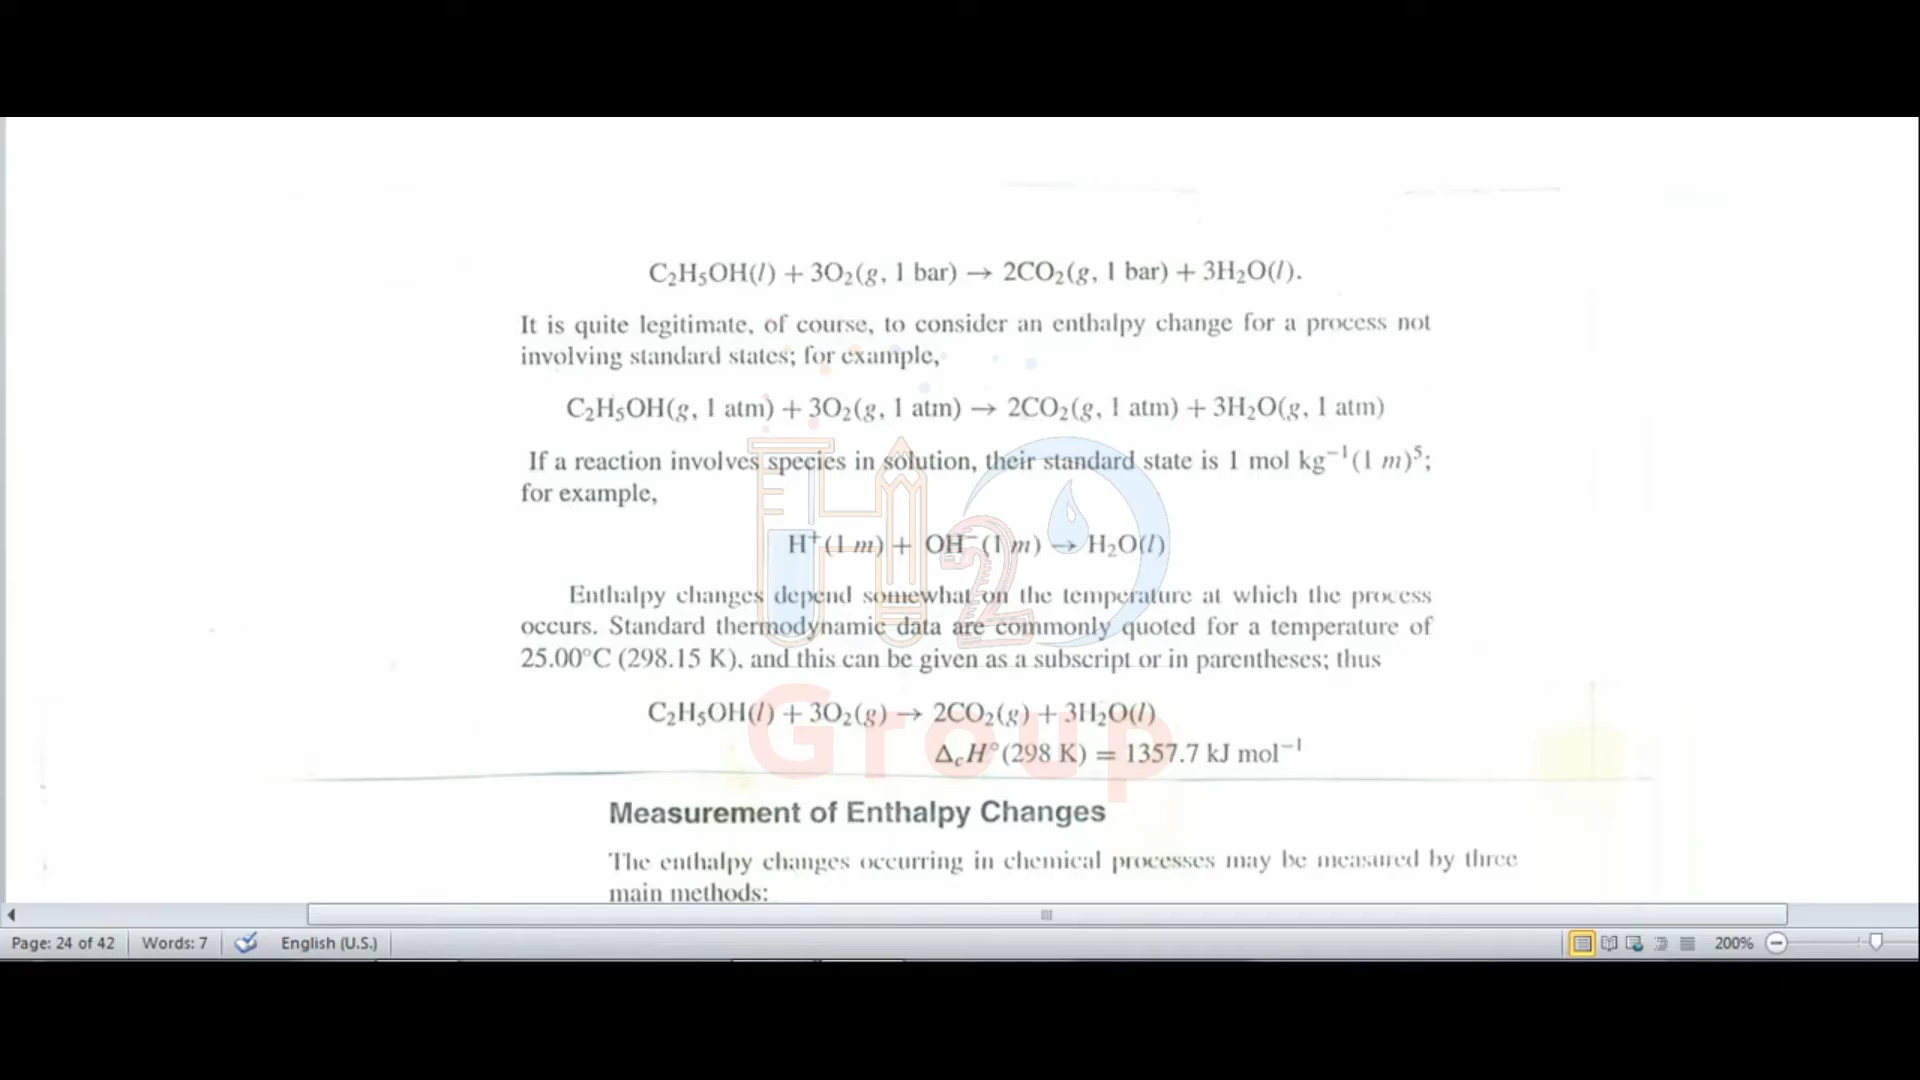 C₂H₅OH(l) + 3O₂(g, 1 bar) → 2CO₂(g, 1 bar) + 3H₂O(l).
It is quite legitimate, of course, to consider an enthalpy change for a process not
involving standard states; for example,
C₂H₅OH(g, 1 atm) + 3O₂(g, 1 atm) → 2CO₂(g, 1 atm) + 3H₂O(g, 1 atm)
If a reaction involves species in solution, their standard state is 1 mol kg⁻¹(1 m)⁵;
for example,
H⁺(1 m) + OH⁻(1 m) → H₂O(l)
Enthalpy changes depend somewhat on the temperature at which the process
occurs. Standard thermodynamic data are commonly quoted for a temperature of
25.00°C (298.15 K), and this can be given as a subscript or in parentheses; thus
C₂H₅OH(l) + 3O₂(g) → 2CO₂(g) + 3H₂O(l)
Δ_cH°(298 K) = 1357.7 kJ mol⁻¹
H2O
Group
Measurement of Enthalpy Changes
The enthalpy changes occurring in chemical processes may be measured by three
main methods:
Page: 24 of 42 Words: 7 English (U.S.) 200%